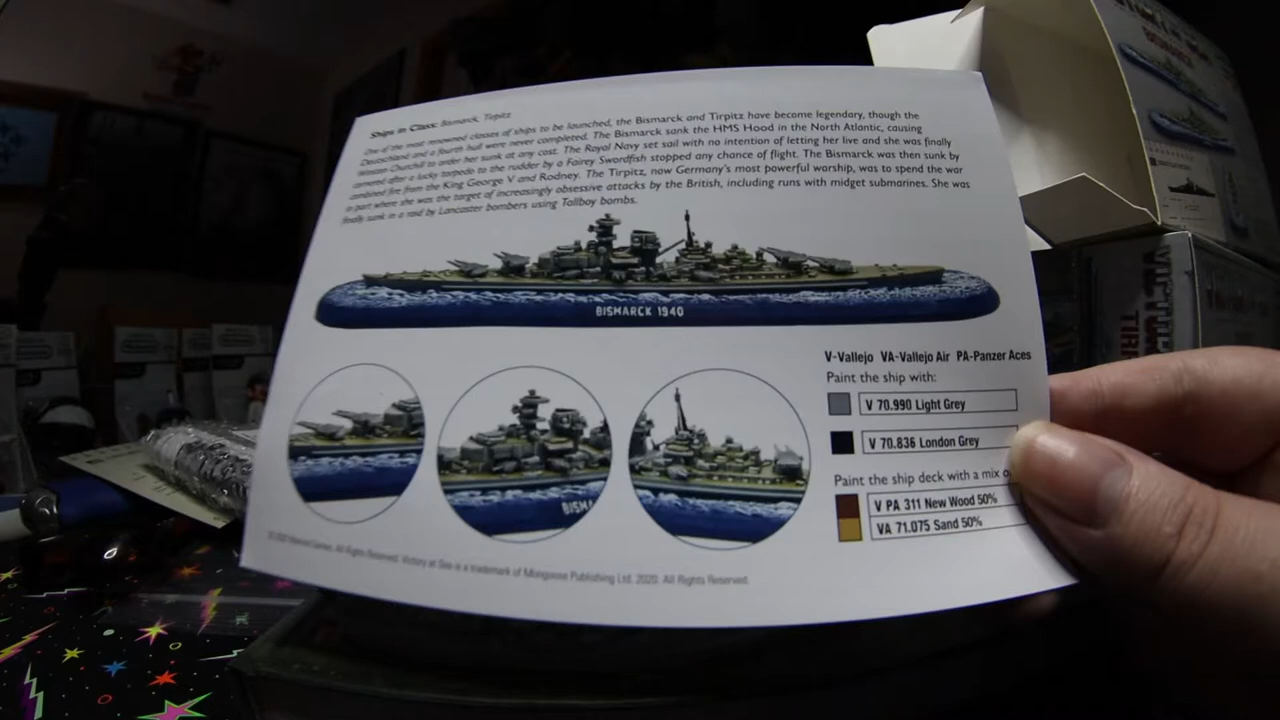 Ships in Class: Bismarck, Tirpitz
One of the most renowned classes of ships to be launched, the Bismarck and Tirpitz have become legendary, though the
Deutschland and a fourth hull were never completed. The Bismarck sank the HMS Hood in the North Atlantic, causing
Winston Churchill to order her sunk at any cost. The Royal Navy set sail with no intention of letting her live and she was finally
cornered after a lucky torpedo to the rudder by a Fairey Swordfish stopped any chance of flight. The Bismarck was then sunk by
combined fire from the King George V and Rodney. The Tirpitz, now Germany's most powerful warship, was to spend the war
in port where she was the target of increasingly obsessive attacks by the British, including runs with midget submarines. She was
finally sunk in a raid by Lancaster bombers using Tallboy bombs.
BISMARCK 1940
V-Vallejo VA-Vallejo Air PA-Panzer Aces
Paint the ship with:
V 70.990 Light Grey
V 70.836 London Grey
Paint the ship deck with a mix
V PA 311 New Wood 50%
VA 71.075 Sand 50%
BISM
Games. All Rights Reserved. Victory at Sea is a trademark of Mongoose Publishing Ltd. 2020. All Rights Reserved.